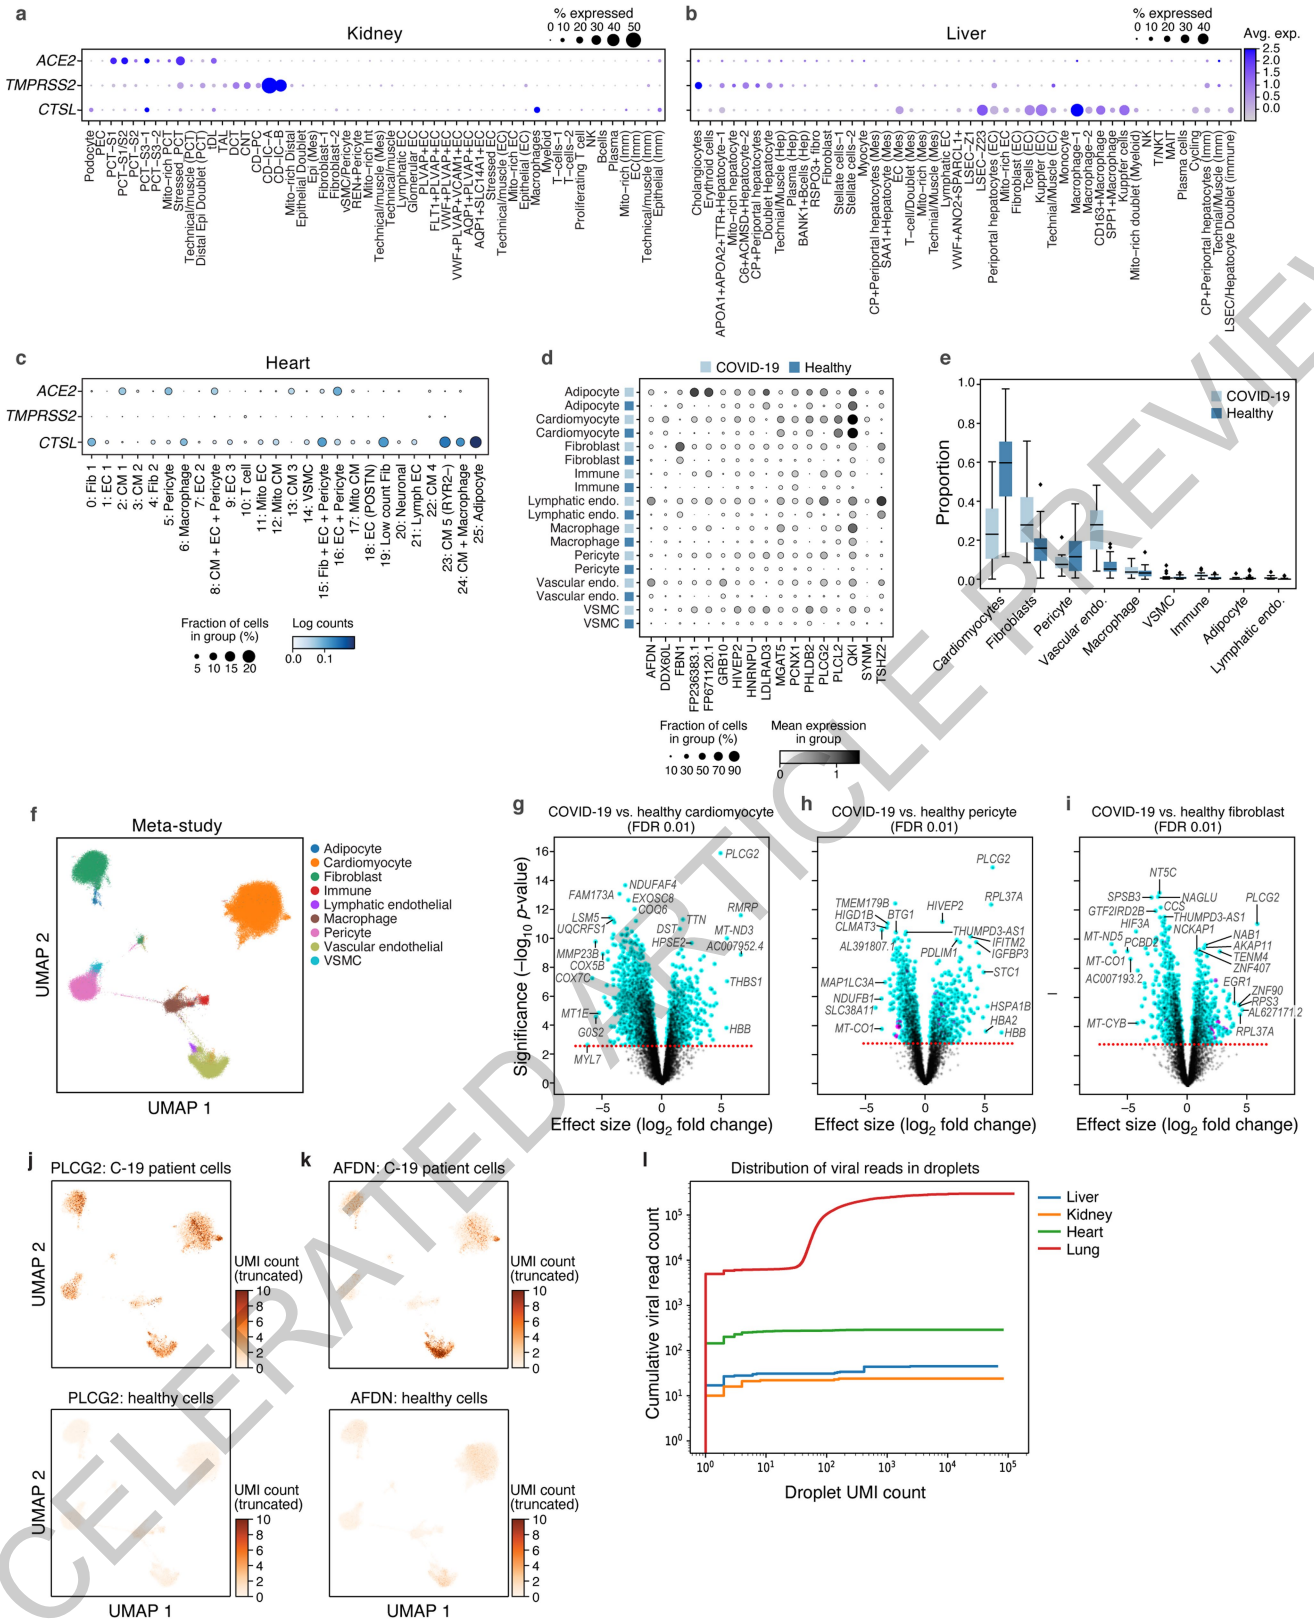 a
Kidney
% expressed
0 10 20 30 40 50
ACE2
TMPRSS2
CTSL
Podocyte
PEC
PCT−S1
PCT−S1/S2
PCT−S2
PCT−S3−1
PCT−S3−2
Mito−rich PCT
Stressed PCT
Technical/muscle (PCT)
Distal Epi Doublet (PCT)
tDL
TAL
DCT
CNT
CD−PC
CD−IC−A
CD−IC−B
Mito−rich Distal
Epithelial Doublet
Epi (Mes)
Fibroblast−1
Fibroblast−2
vSMC/Pericyte
REN+Pericyte
Mito−rich Int
Technical/muscle (Mes)
Technical/muscle
Lymphatic EC
Glomerular EC
FLT1+PLVAP+EC
VWF+PLVAP+EC
VWF+PLVAP+VCAM1+EC
AQP1+PLVAP+EC
AQP1+SLC14A1+EC
Stressed EC
Technical/muscle (EC)
Mito−rich EC
Epithelial (EC)
Macrophages
Myeloid
T−cells−1
T−cells−2
Proliferating T cell
NK
Bcells
Plasma
Mito−rich (Imm)
EC (Imm)
Technical/muscle (Imm)
Epithelial (Imm)
b
Liver
% expressed
0 10 20 30 40
Avg. exp.
2.5
2.0
1.5
1.0
0.5
0.0
Cholangiocytes
Erythroid cells
APOA1+APOA2+TTR+Hepatocyte−1
Mito−rich hepatocyte
C6+ACMSD+Hepatocyte−2
CP+Periportal Hepatocytes
Doublet Hepatocyte
Technial/Muscle (Hep)
Plasma (Hep)
BANK1+Bcells (Hep)
RSPO3+ fibro
Fibroblast
Stellate cells−1
Stellate cells−2
Myocyte
CP+Periportal hepatocytes (Mes)
SAA1+Hepatocyte (Mes)
EC (Mes)
T−cell/Doublet (Mes)
Mito−rich (Mes)
Technial/Muscle (Mes)
Lymphatic EC
VWF+ANO2+SPARCL1+
LSEC−Z1
LSEC−Z23
Periportal hepatocytes (EC)
Mito−rich EC
Fibroblast (EC)
Tcells (EC)
Kupffer (EC)
Technial/Muscle (EC)
Monocyte
Macrophage−1
Macrophage−2
CD163+Macrophage
SPP1+Macrophage
Kupffer cells
Mito−rich doublet (Myeloid)
NK
T/NKT
MAIT
Plasma cells
Cycling
CP+Periportal hepatocytes (Imm)
Technial/Muscle (Imm)
LSEC/Hepatocyte Doublet (Immune)
c
Heart
ACE2
TMPRSS2
CTSL
0: Fib 1
1: EC 1
2: CM 1
3: CM 2
4: Fib 2
5: Pericyte
6: Macrophage
7: EC 2
8: CM + EC + Pericyte
9: EC 3
10: T cell
11: Mito EC
12: Mito CM
13: CM 3
14: VSMC
15: Fib + EC + Pericyte
16: EC + Pericyte
17: Mito CM
18: EC (POSTN)
19: Low count Fib
20: Neuronal
21: Lymph EC
22: CM 4
23: CM 5 (RYR2−)
24: CM + Macrophage
25: Adipocyte
Fraction of cells
in group (%)
5 10 15 20
Log counts
0.0 0.1
d
COVID-19 Healthy
Adipocyte
Adipocyte
Cardiomyocyte
Cardiomyocyte
Fibroblast
Fibroblast
Immune
Immune
Lymphatic endo.
Lymphatic endo.
Macrophage
Macrophage
Pericyte
Pericyte
Vascular endo.
Vascular endo.
VSMC
VSMC
AFDN
DDX60L
FBN1
FP236383.1
FP671120.1
GRB10
HIVEP2
HNRNPU
LDLRAD3
MGAT5
PCNX1
PHLDB2
PLCG2
PLCL2
QKI
SYNM
TSHZ2
Fraction of cells
in group (%)
10 30 50 70 90
Mean expression
in group
0 1
e
Proportion
1.0
0.8
0.6
0.4
0.2
0.0
COVID-19
Healthy
Cardiomyocytes
Fibroblasts
Pericyte
Vascular endo.
Macrophage
VSMC
Immune
Adipocyte
Lymphatic endo.
f
Meta-study
UMAP 2
UMAP 1
Adipocyte
Cardiomyocyte
Fibroblast
Immune
Lymphatic endothelial
Macrophage
Pericyte
Vascular endothelial
VSMC
g
COVID-19 vs. healthy cardiomyocyte
(FDR 0.01)
Significance (−log10 p-value)
16
14
12
10
8
6
4
2
0
PLCG2
NDUFAF4
FAM173A
EXOSC8
COQ6
RMRP
LSM5
TTN
UQCRFS1
DST
MT-ND3
HPSE2
AC007952.4
MMP23B
COX5B
COX7C
THBS1
MT1E
G0S2
HBB
MYL7
−5 0 5
Effect size (log2 fold change)
h
COVID-19 vs. healthy pericyte
(FDR 0.01)
PLCG2
RPL37A
TMEM179B
HIVEP2
HIGD1B
BTG1
CLMAT3
THUMPD3-AS1
AL391807.1
IFITM2
PDLIM1
IGFBP3
STC1
MAP1LC3A
NDUFB1
HSPA1B
SLC38A11
HBA2
MT-CO1
HBB
−5 0 5
Effect size (log2 fold change)
i
COVID-19 vs. healthy fibroblast
(FDR 0.01)
NT5C
SPSB3
NAGLU
PLCG2
GTF2IRD2B
CCS
THUMPD3-AS1
HIF3A
NCKAP1
MT-ND5
NAB1
PCBD2
AKAP11
MT-CO1
TENM4
ZNF407
AC007193.2
EGR1
ZNF90
RPS3
AL627171.2
MT-CYB
RPL37A
−5 0 5
Effect size (log2 fold change)
j
PLCG2: C-19 patient cells
UMAP 2
UMI count
(truncated)
10
8
6
4
2
0
PLCG2: healthy cells
UMAP 2
UMI count
(truncated)
10
8
6
4
2
0
UMAP 1
k
AFDN: C-19 patient cells
UMI count
(truncated)
10
8
6
4
2
0
AFDN: healthy cells
UMI count
(truncated)
10
8
6
4
2
0
UMAP 1
l
Distribution of viral reads in droplets
Cumulative viral read count
10^5
10^4
10^3
10^2
10^1
10^0
10^0 10^1 10^2 10^3 10^4 10^5
Droplet UMI count
Liver
Kidney
Heart
Lung
CELERATED ARTICLE PREVIEW